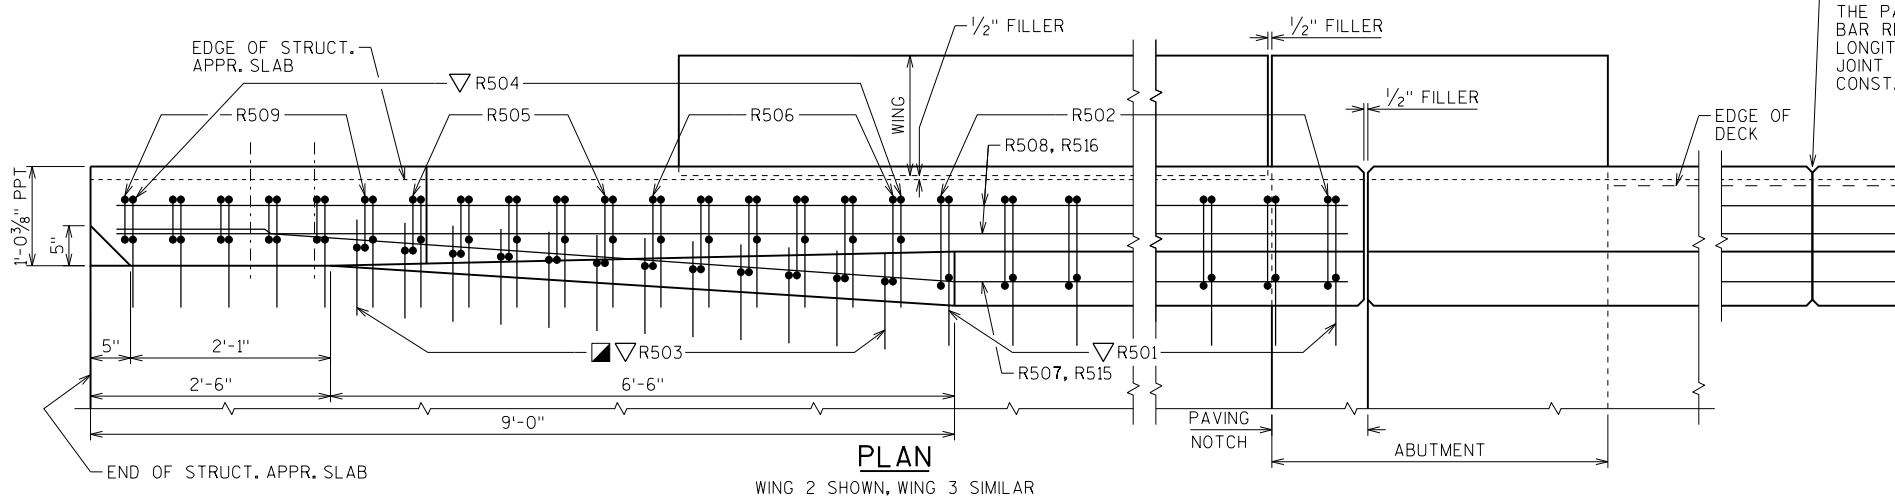 EDGE OF STRUCT.
APPR. SLAB
1/2" FILLER
1/2" FILLER
THE PA
BAR RE
LONGIT
JOINT
CONSTA
▽ R504
R509
R505
R506
WING
R502
1/2" FILLER
EDGE OF
DECK
R508, R516
1'-0 3/8" PPT
5"
5"
2'-1"
R503
▽ R501
R507, R515
2'-6"
6'-6"
9'-0"
PAVING
NOTCH
ABUTMENT
END OF STRUCT. APPR. SLAB
PLAN
WING 2 SHOWN, WING 3 SIMILAR